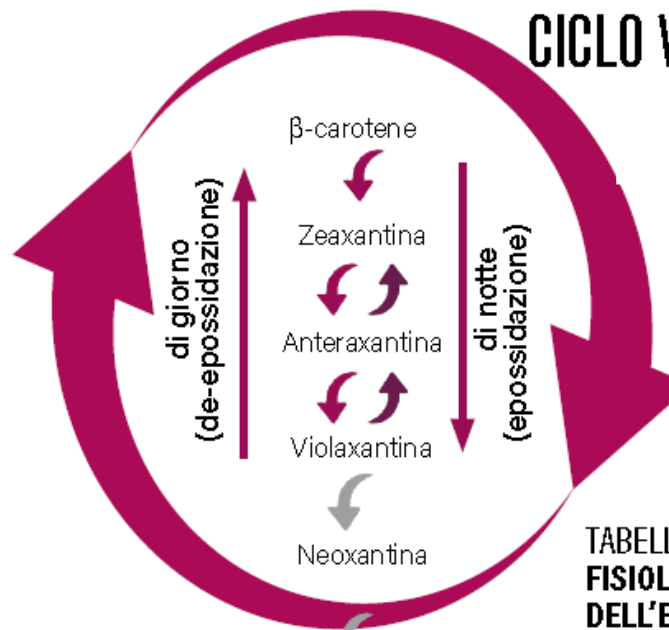 CICLO
β-carotene
Zeaxantina
Anteraxantina
Violaxantina
Neoxantina
di giorno
(de-epossidazione)
di notte
(epossidazione)
TABELL
FISIOL
DELL'E